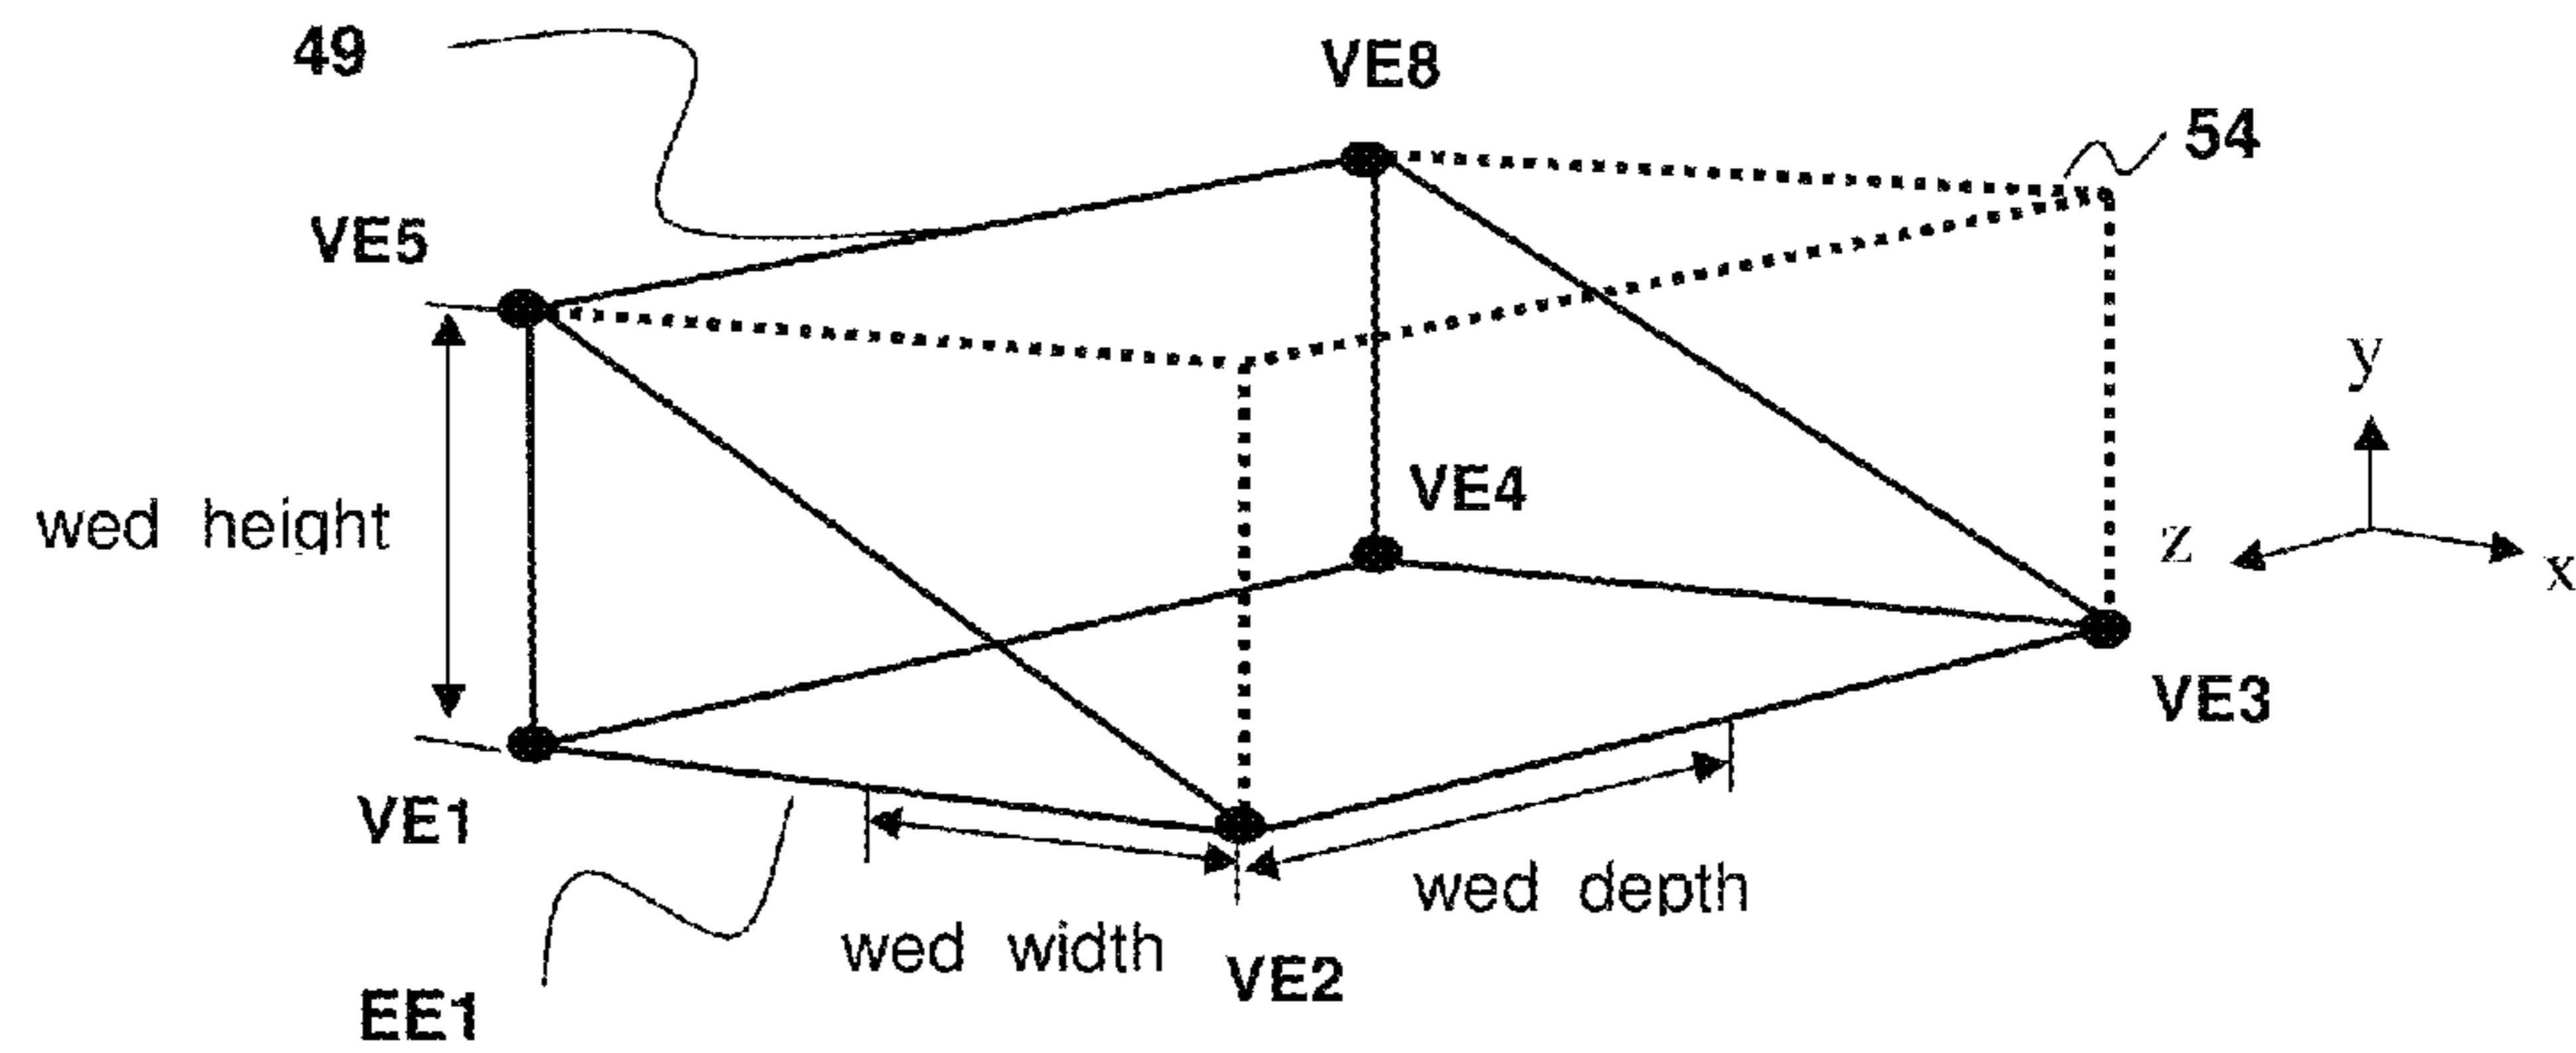 49
VE8
54
VE5
y
VE4
wed height
z
x
VE3
VE1
wed depth
wed width
VE2
EE1